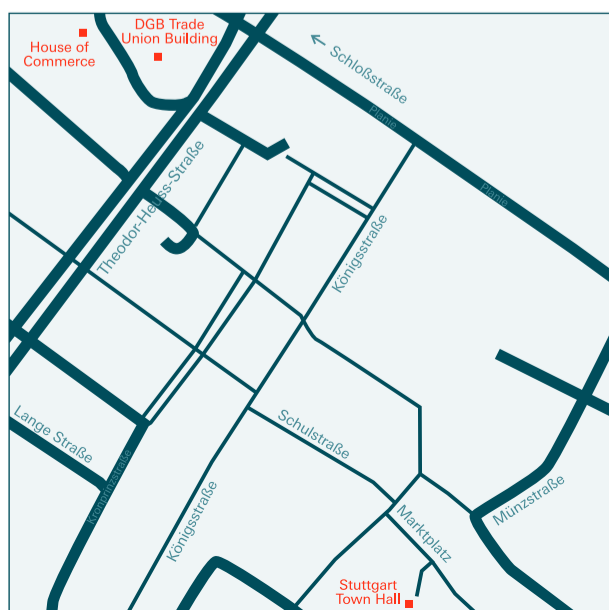 DGB Trade
Union Building
House of
Commerce
← Schloßstraße
Planie
Planie
Theodor-Heuss-Straße
Königsstraße
Lange Straße
Kronprinzstraße
Schulstraße
Königsstraße
Marktplatz
Münzstraße
Stuttgart
Town Hall